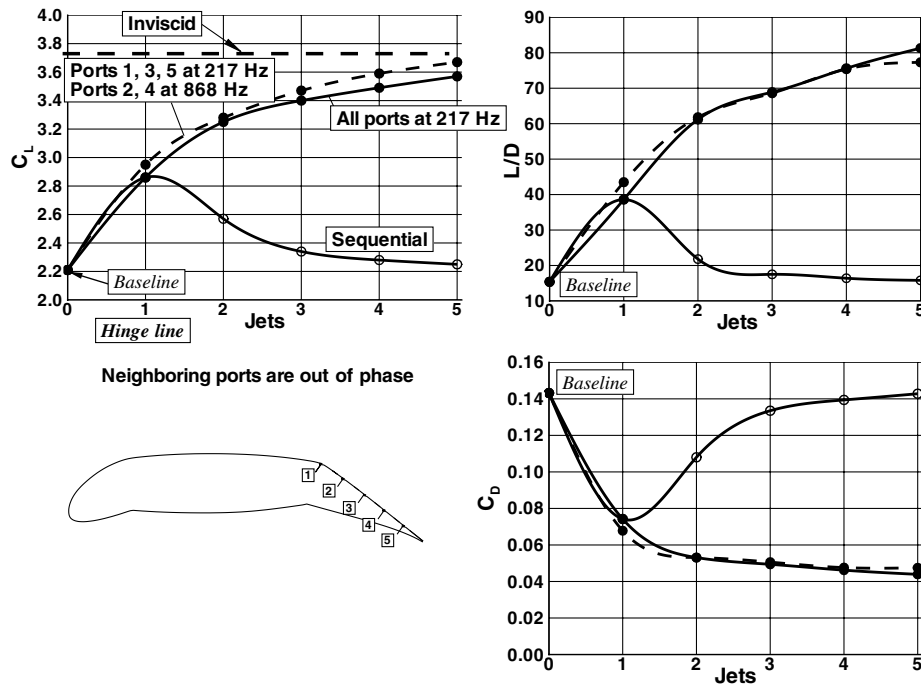 4.0
3.8
3.6
3.4
3.2
3.0
2.8
2.6
2.4
2.2
2.0
C_L
Inviscid
Ports 1, 3, 5 at 217 Hz
Ports 2, 4 at 868 Hz
All ports at 217 Hz
Sequential
Baseline
0 1 2 3 4 5
Hinge line
Jets
90
80
70
60
50
40
30
20
10
L/D
Baseline
0 1 2 3 4 5
Jets
Neighboring ports are out of phase
1
2
3
4
5
0.16
0.14
0.12
0.10
0.08
0.06
0.04
0.02
0.00
C_D
Baseline
0 1 2 3 4 5
Jets